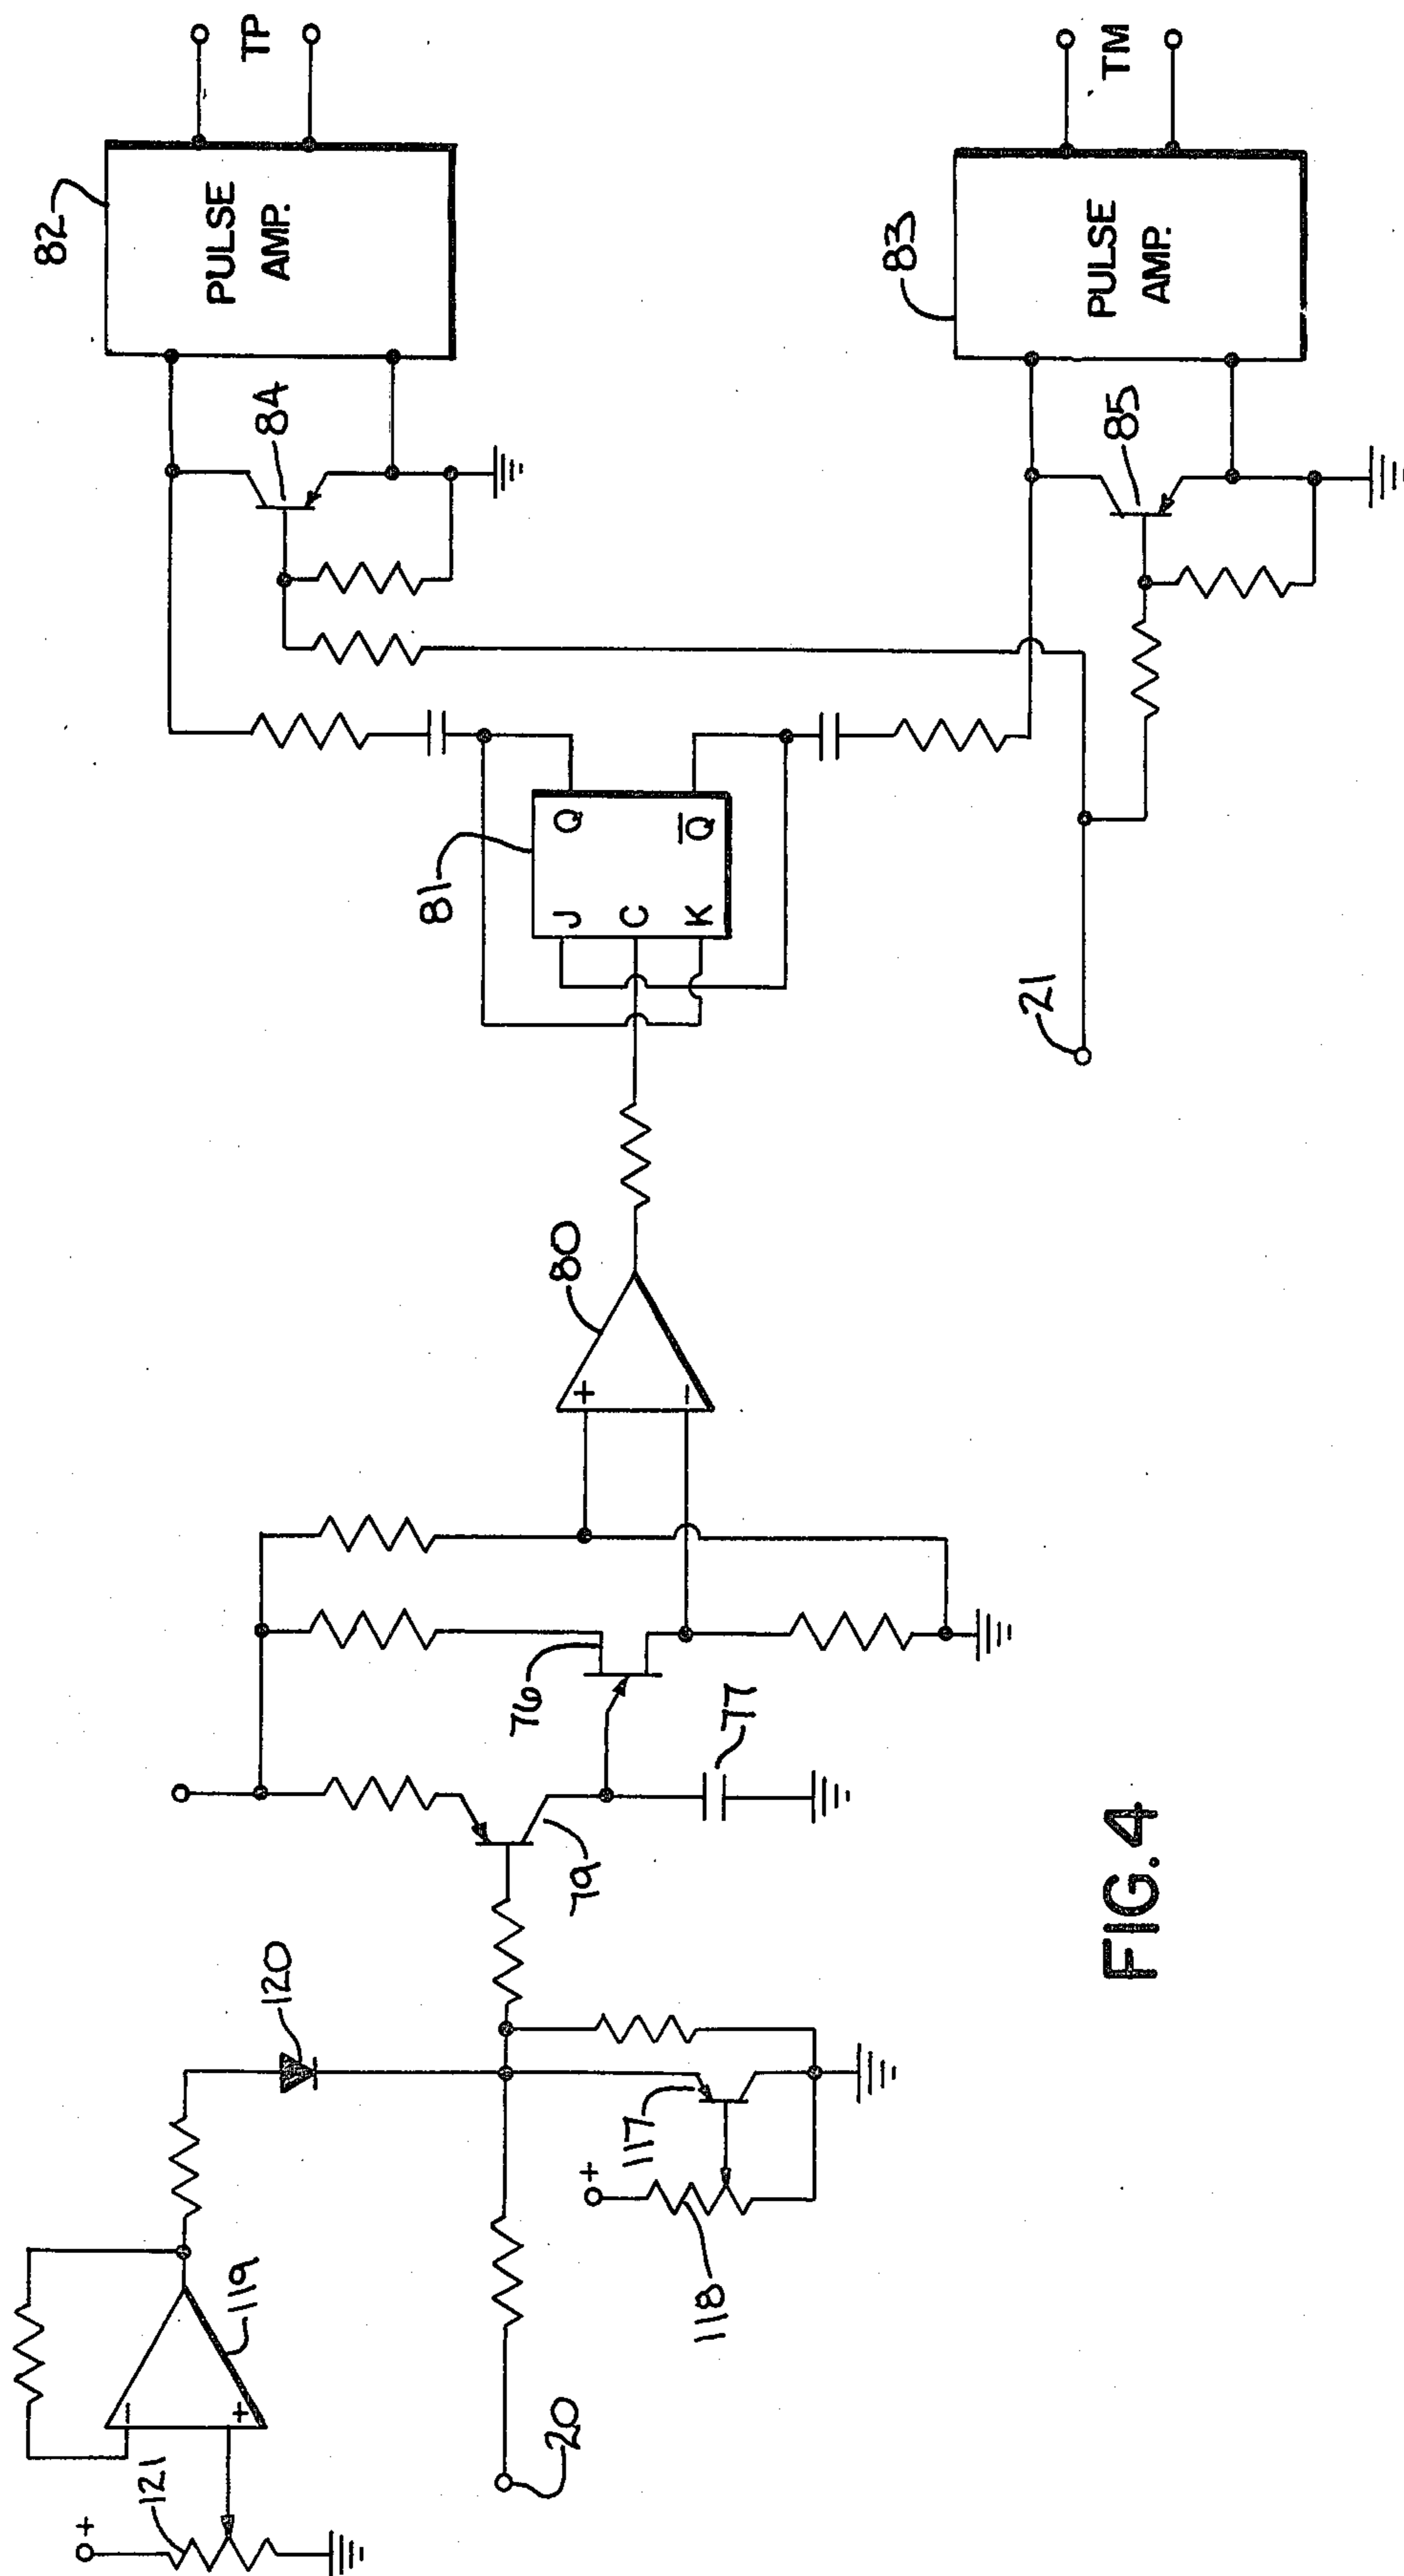 121
+
-
+
119
20
118
+
117
120
79
76
77
+
-
80
81
J
C
K
Q
Q̅
21
84
85
82
PULSE
AMP.
TP
83
PULSE
AMP.
TM
FIG. 4